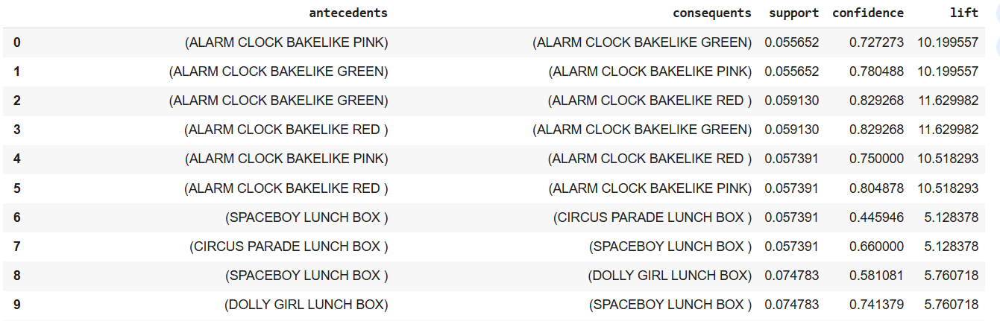 antecedents consequents support confidence lift
0 (ALARM CLOCK BAKELIKE PINK) (ALARM CLOCK BAKELIKE GREEN) 0.055652 0.727273 10.199557
1 (ALARM CLOCK BAKELIKE GREEN) (ALARM CLOCK BAKELIKE PINK) 0.055652 0.780488 10.199557
2 (ALARM CLOCK BAKELIKE GREEN) (ALARM CLOCK BAKELIKE RED ) 0.059130 0.829268 11.629982
3 (ALARM CLOCK BAKELIKE RED ) (ALARM CLOCK BAKELIKE GREEN) 0.059130 0.829268 11.629982
4 (ALARM CLOCK BAKELIKE PINK) (ALARM CLOCK BAKELIKE RED ) 0.057391 0.750000 10.518293
5 (ALARM CLOCK BAKELIKE RED ) (ALARM CLOCK BAKELIKE PINK) 0.057391 0.804878 10.518293
6 (SPACEBOY LUNCH BOX ) (CIRCUS PARADE LUNCH BOX ) 0.057391 0.445946 5.128378
7 (CIRCUS PARADE LUNCH BOX ) (SPACEBOY LUNCH BOX ) 0.057391 0.660000 5.128378
8 (SPACEBOY LUNCH BOX ) (DOLLY GIRL LUNCH BOX) 0.074783 0.581081 5.760718
9 (DOLLY GIRL LUNCH BOX) (SPACEBOY LUNCH BOX ) 0.074783 0.741379 5.760718